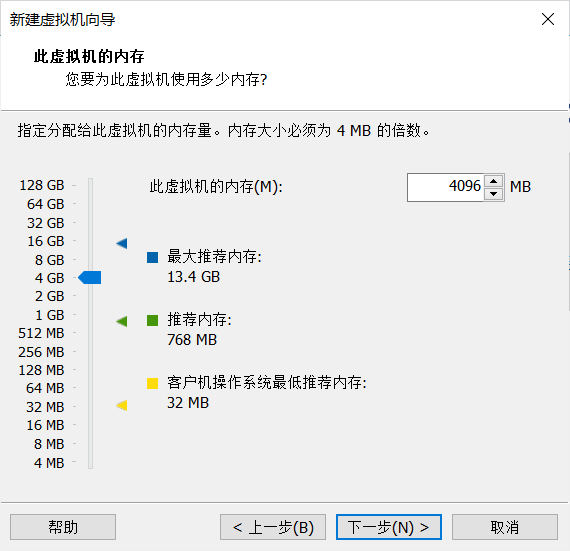 新建虚拟机向导
此虚拟机的内存
您要为此虚拟机使用多少内存?
指定分配给此虚拟机的内存量。内存大小必须为 4 MB 的倍数。
128 GB
64 GB
32 GB
16 GB
8 GB
4 GB
2 GB
1 GB
512 MB
256 MB
128 MB
64 MB
32 MB
16 MB
8 MB
4 MB
此虚拟机的内存(M):
4096 MB
最大推荐内存:
13.4 GB
推荐内存:
768 MB
客户机操作系统最低推荐内存:
32 MB
帮助
< 上一步(B)
下一步(N) >
取消